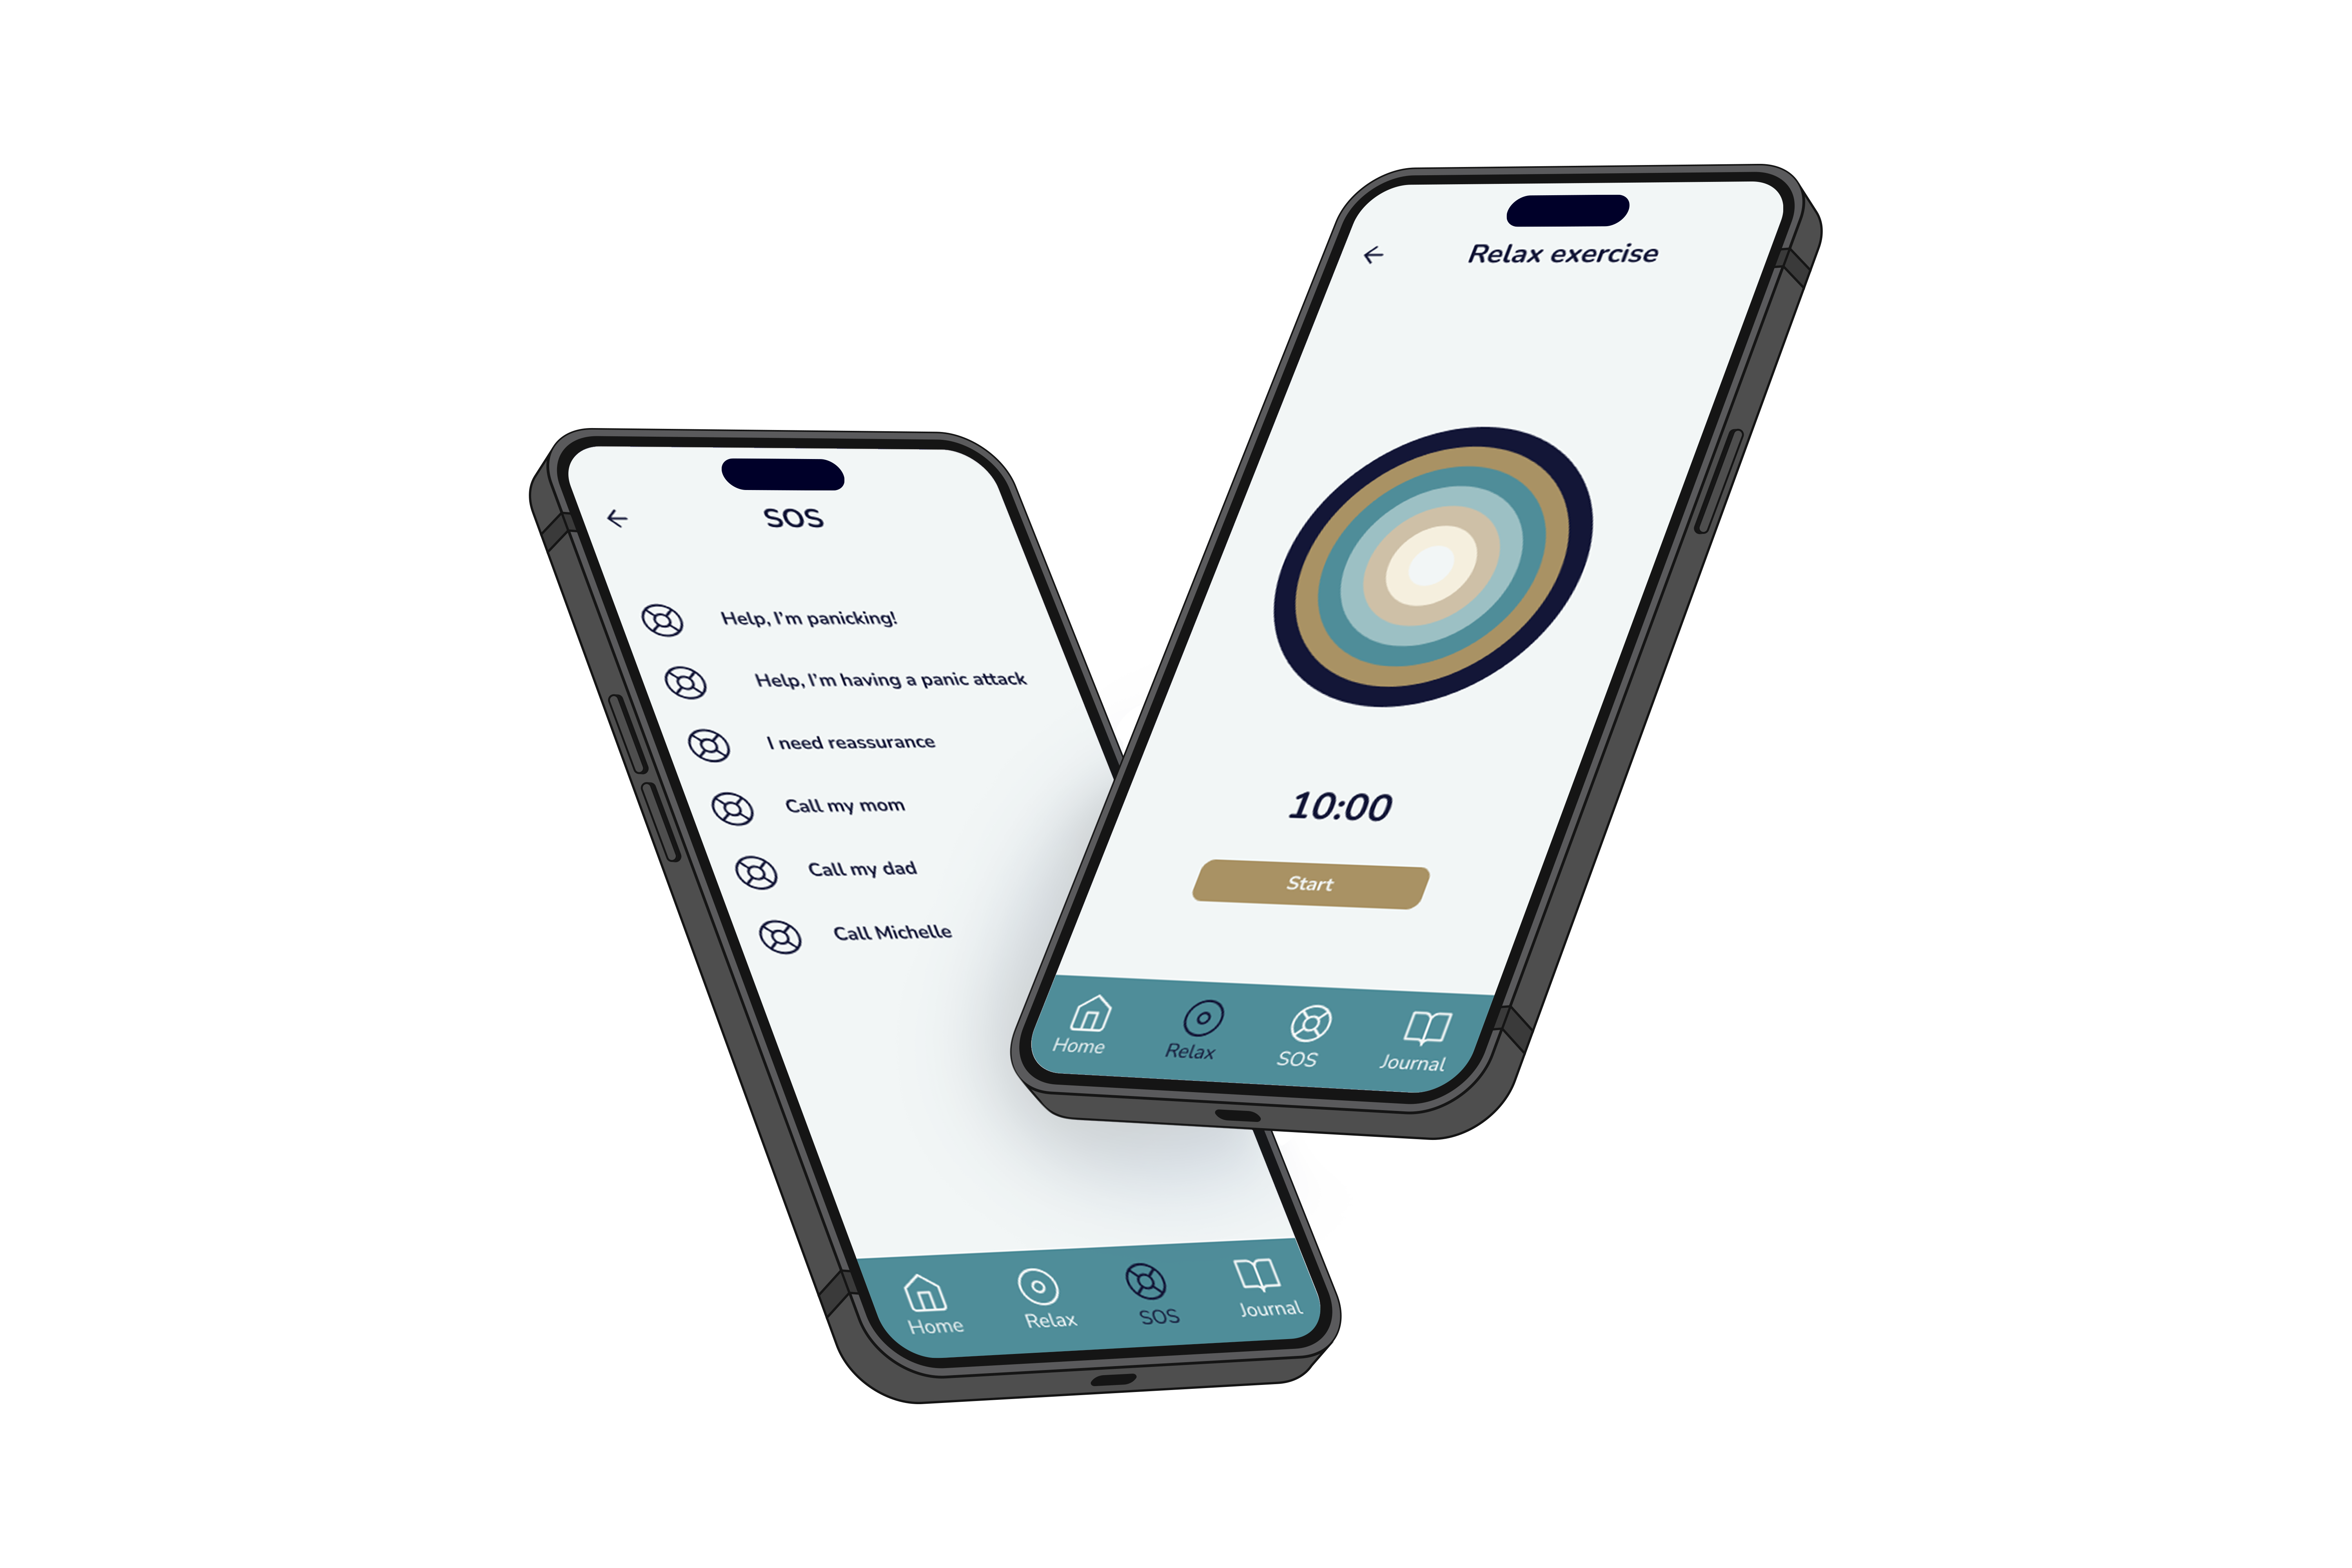 SOS
Help, I'm panicking!
Help, I'm having a panic attack
I need reassurance
Call my mom
Call my dad
Call Michelle
Home
Relax
SOS
Journal
Relax exercise
10:00
Start
Home
Relax
SOS
Journal